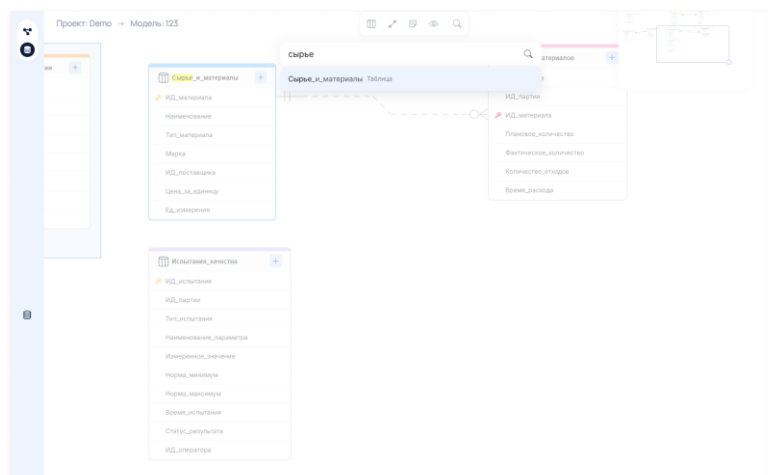 Проект: Demo → Модель: 123
сырье
Сырье_и_материалы Таблица
Сырье_и_материалы
ИД_материала
Наименование
Тип_материала
Марка
ИД_поставщика
Цена_за_единицу
Ед_измерения
ИД_партии
ИД_материала
Плановое_количество
Фактическое_количество
Количество_отходов
Время_расхода
Испытания_качества
ИД_испытания
ИД_партии
Тип_испытания
Наименование_параметра
Измеренное_значение
Норма_минимум
Норма_максимум
Время_испытания
Статус_результата
ИД_оператора